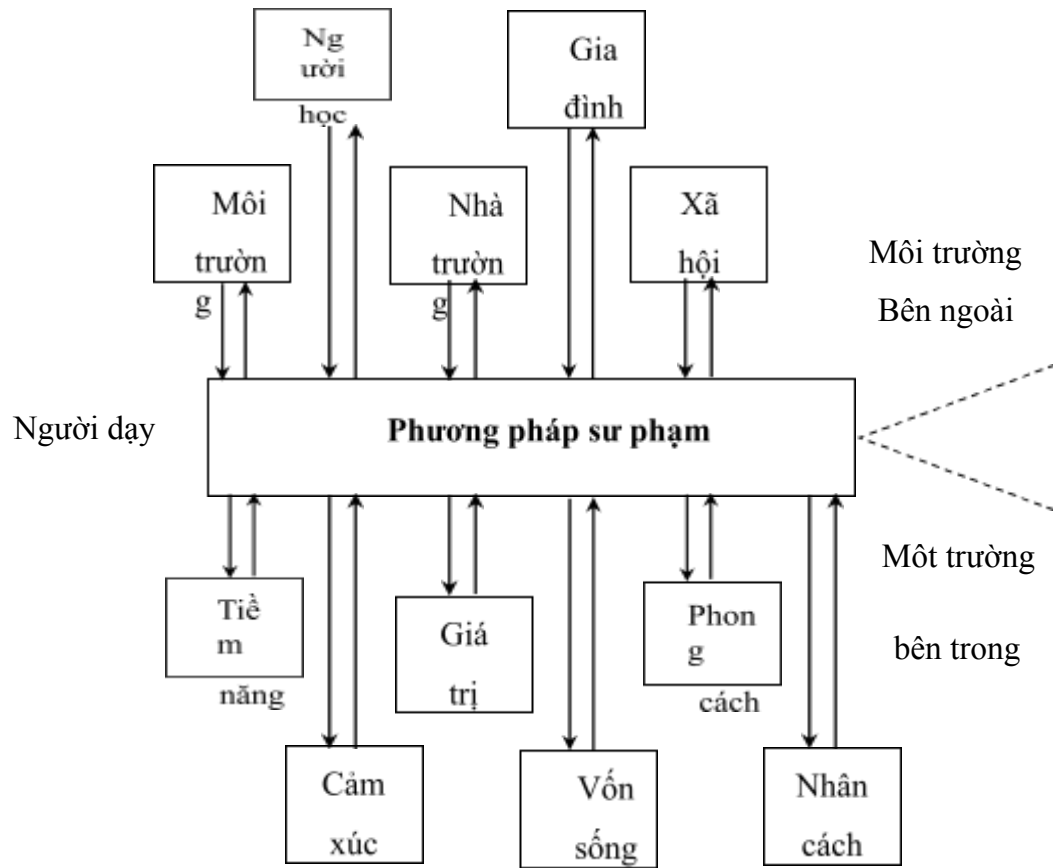 Ng
ười
học
Gia
đình
Môi
trườn
g
Nhà
trườn
g
Xã
hội
Môi trường
Bên ngoài
Người dạy
Phương pháp sư phạm
Môt trường
bên trong
Tiề
m
năng
Giá
trị
Phon
g
cách
Cảm
xúc
Vốn
sống
Nhân
cách